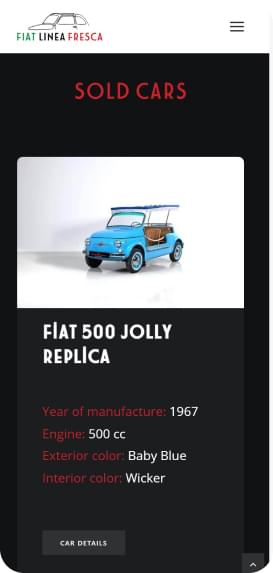 FIAT LINEA FRESCA
SOLD CARS
FIAT 500 JOLLY
REPLICA
Year of manufacture: 1967
Engine: 500 cc
Exterior color: Baby Blue
Interior color: Wicker
CAR DETAILS